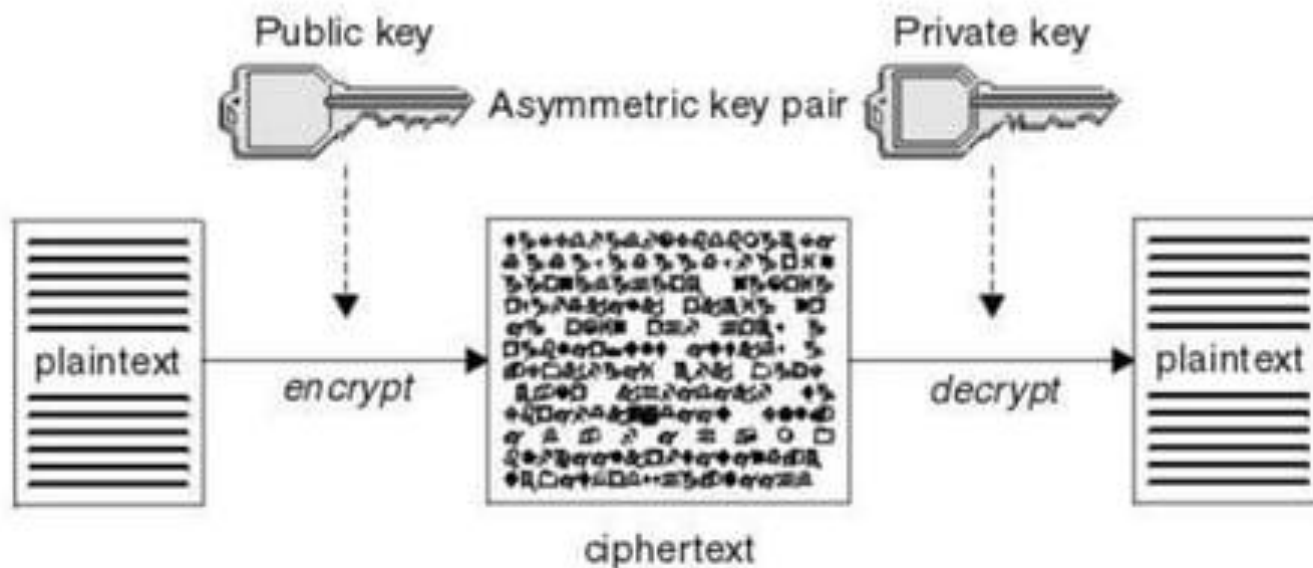 Public key
Private key
Asymmetric key pair
plaintext
encrypt
decrypt
plaintext
ciphertext